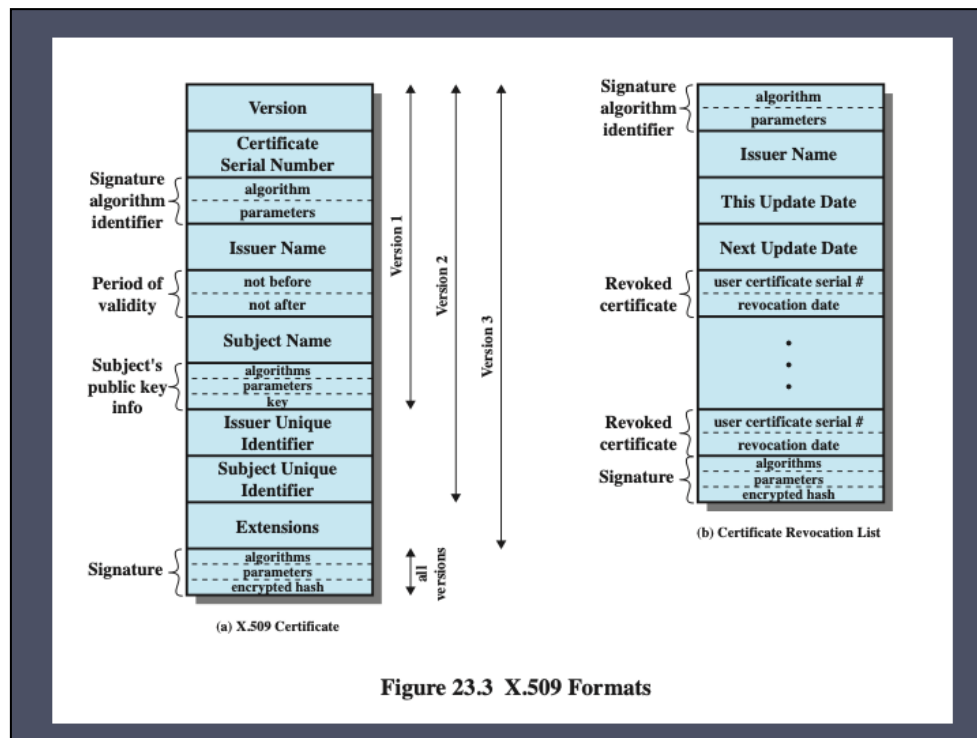 Version
Certificate
Serial Number
Signature
algorithm
identifier
algorithm
parameters
Issuer Name
Period of
validity
not before
not after
Subject Name
Subject's
public key
info
algorithms
parameters
key
Issuer Unique
Identifier
Subject Unique
Identifier
Extensions
Signature
algorithms
parameters
encrypted hash
Version 1
Version 2
Version 3
all
versions
(a) X.509 Certificate
Signature
algorithm
identifier
algorithm
parameters
Issuer Name
This Update Date
Next Update Date
Revoked
certificate
user certificate serial #
revocation date
Revoked
certificate
user certificate serial #
revocation date
Signature
algorithms
parameters
encrypted hash
(b) Certificate Revocation List
Figure 23.3 X.509 Formats